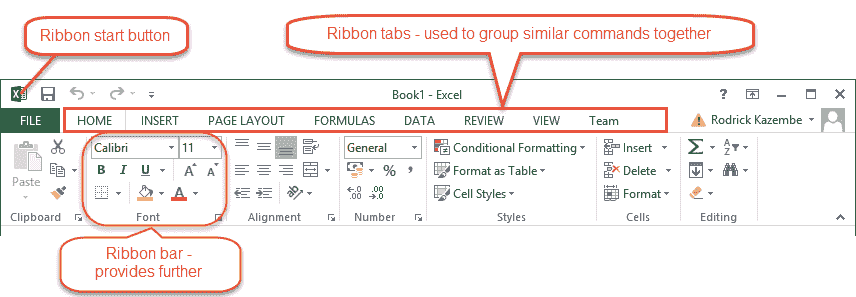 Ribbon start button
Ribbon tabs - used to group similar commands together
Book1 - Excel
?
FILE HOME INSERT PAGE LAYOUT FORMULAS DATA REVIEW VIEW Team Rodrick Kazembe
Calibri 11 General Conditional Formatting Insert
Paste B I U A A % , Format as Table Delete
A Cell Styles Format
Clipboard Font Alignment Number Styles Cells Editing
Ribbon bar -
provides further